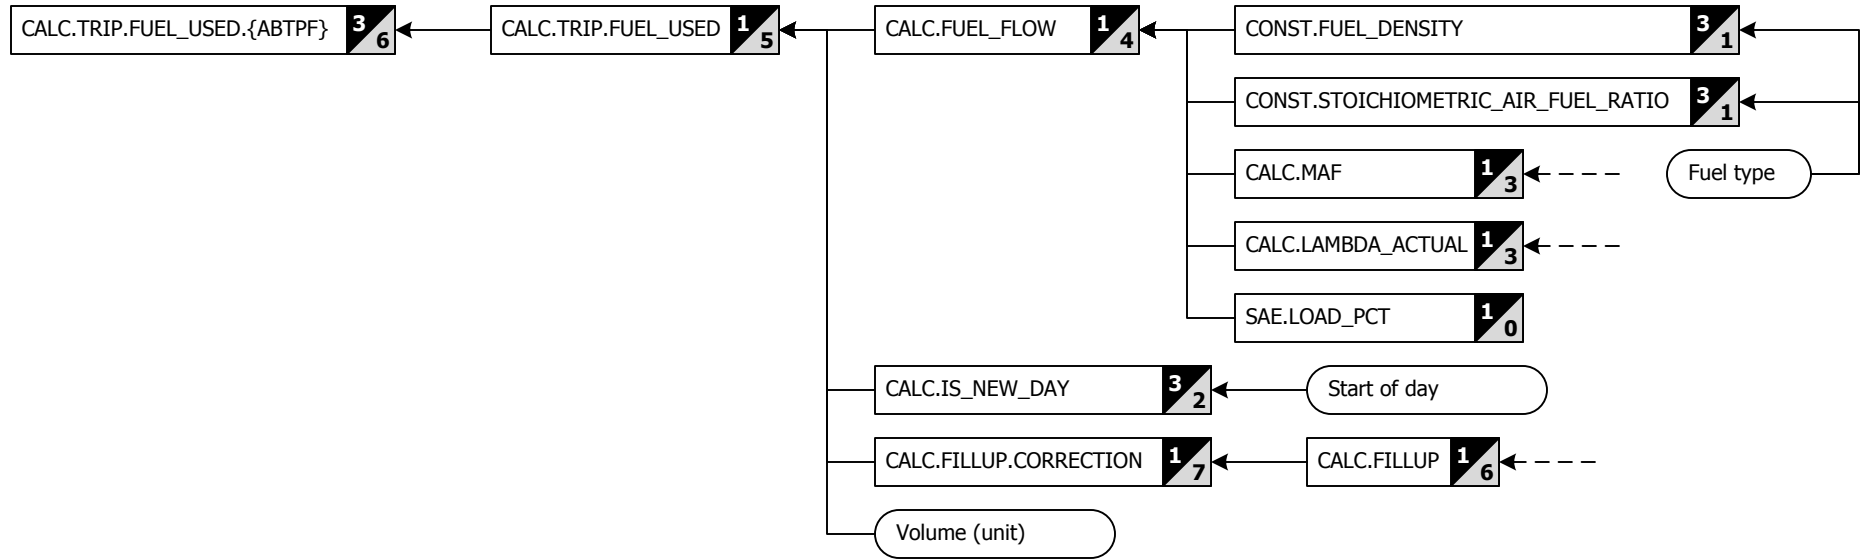 CALC.TRIP.FUEL_USED.{ABTPF} 3 6
CALC.TRIP.FUEL_USED 1 5
CALC.FUEL_FLOW 1 4
CONST.FUEL_DENSITY 3 1
CONST.STOICHIOMETRIC_AIR_FUEL_RATIO 3 1
CALC.MAF 1 3
Fuel type
CALC.LAMBDA_ACTUAL 1 3
SAE.LOAD_PCT 1 0
CALC.IS_NEW_DAY 3 2
Start of day
CALC.FILLUP.CORRECTION 1 7
CALC.FILLUP 1 6
Volume (unit)